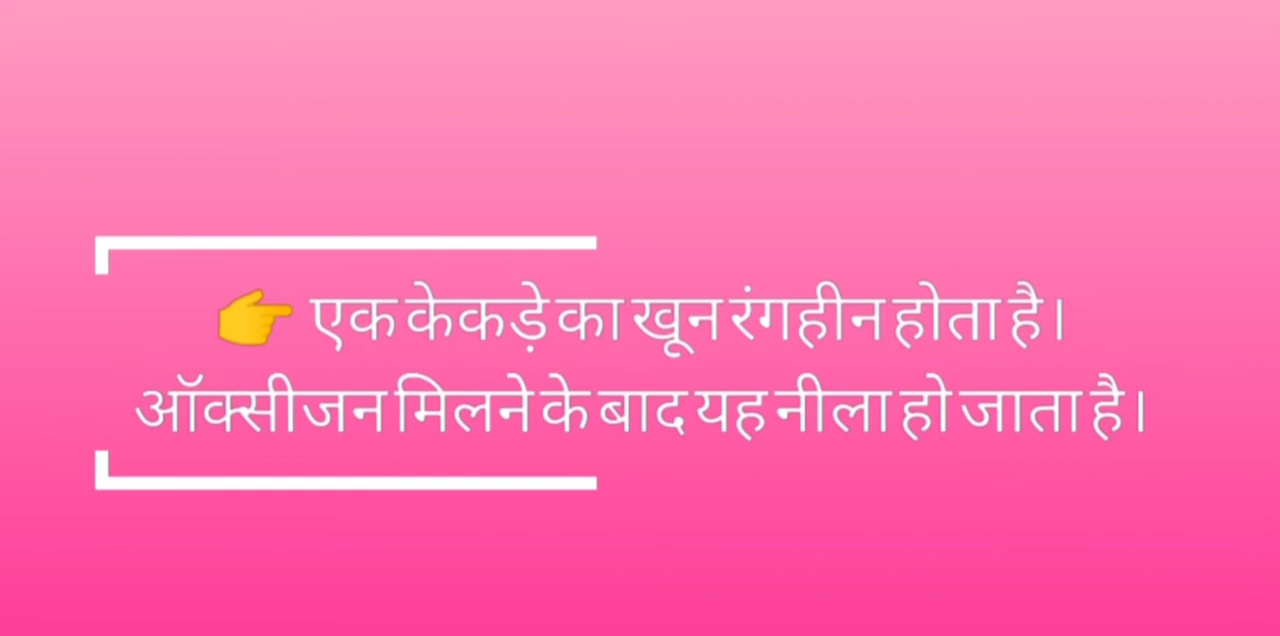 👉 एक केकड़े का खून रंगहीन होता है।
ऑक्सीजन मिलने के बाद यह नीला हो जाता है।